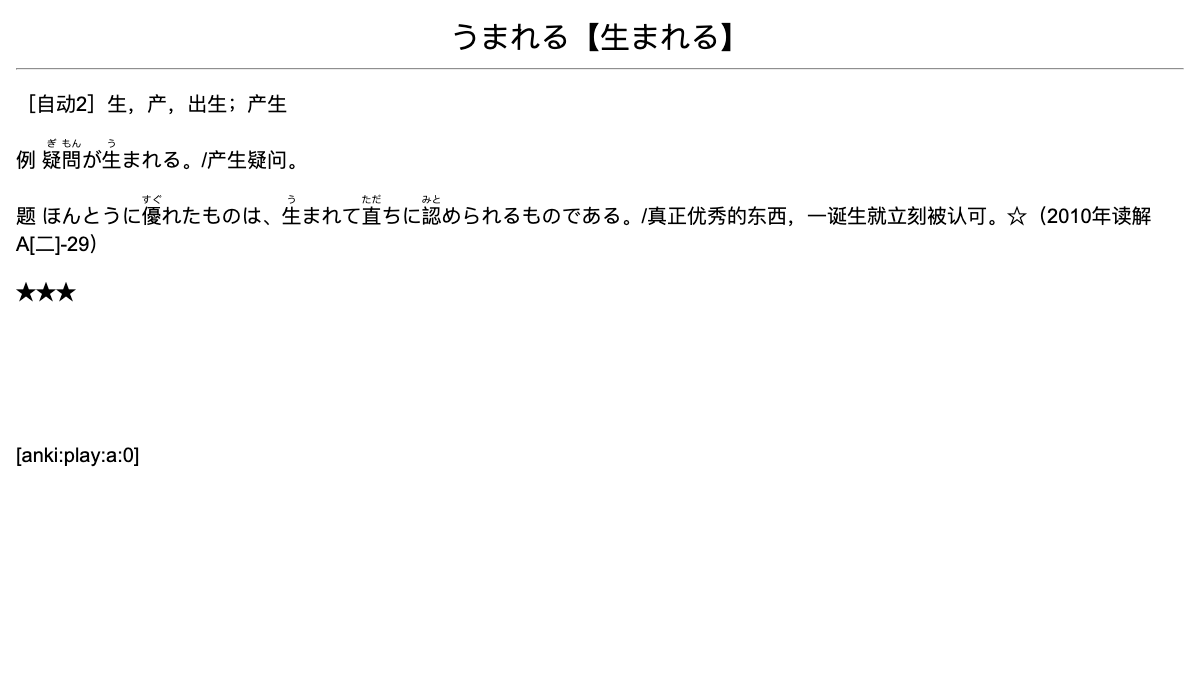 うまれる【生まれる】
［自动2］生，产，出生；产生
ぎ もん う
例 疑問が生まれる。/产生疑问。
すぐ う ただ みと
题 ほんとうに優れたものは、生まれて直ちに認められるものである。/真正优秀的东西，一诞生就立刻被认可。☆（2010年读解
A[二]-29）
★★★
[anki:play:a:0]